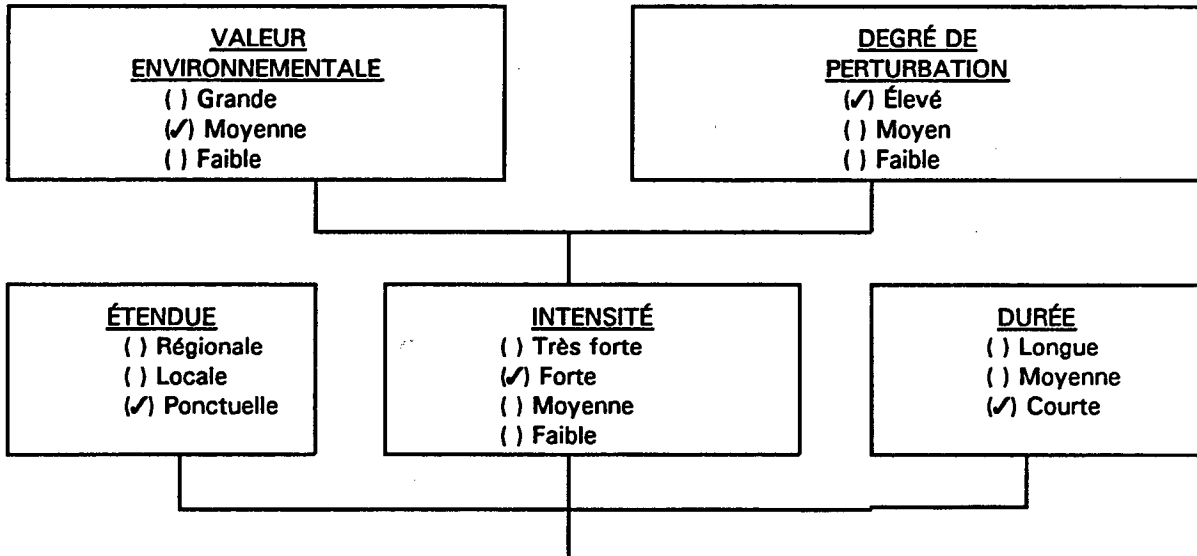 VALEUR
ENVIRONNEMENTALE
( ) Grande
(✓) Moyenne
( ) Faible
DEGRÉ DE
PERTURBATION
(✓) Élevé
( ) Moyen
( ) Faible
ÉTENDUE
( ) Régionale
( ) Locale
(✓) Ponctuelle
INTENSITÉ
( ) Très forte
(✓) Forte
( ) Moyenne
( ) Faible
DURÉE
( ) Longue
( ) Moyenne
(✓) Courte